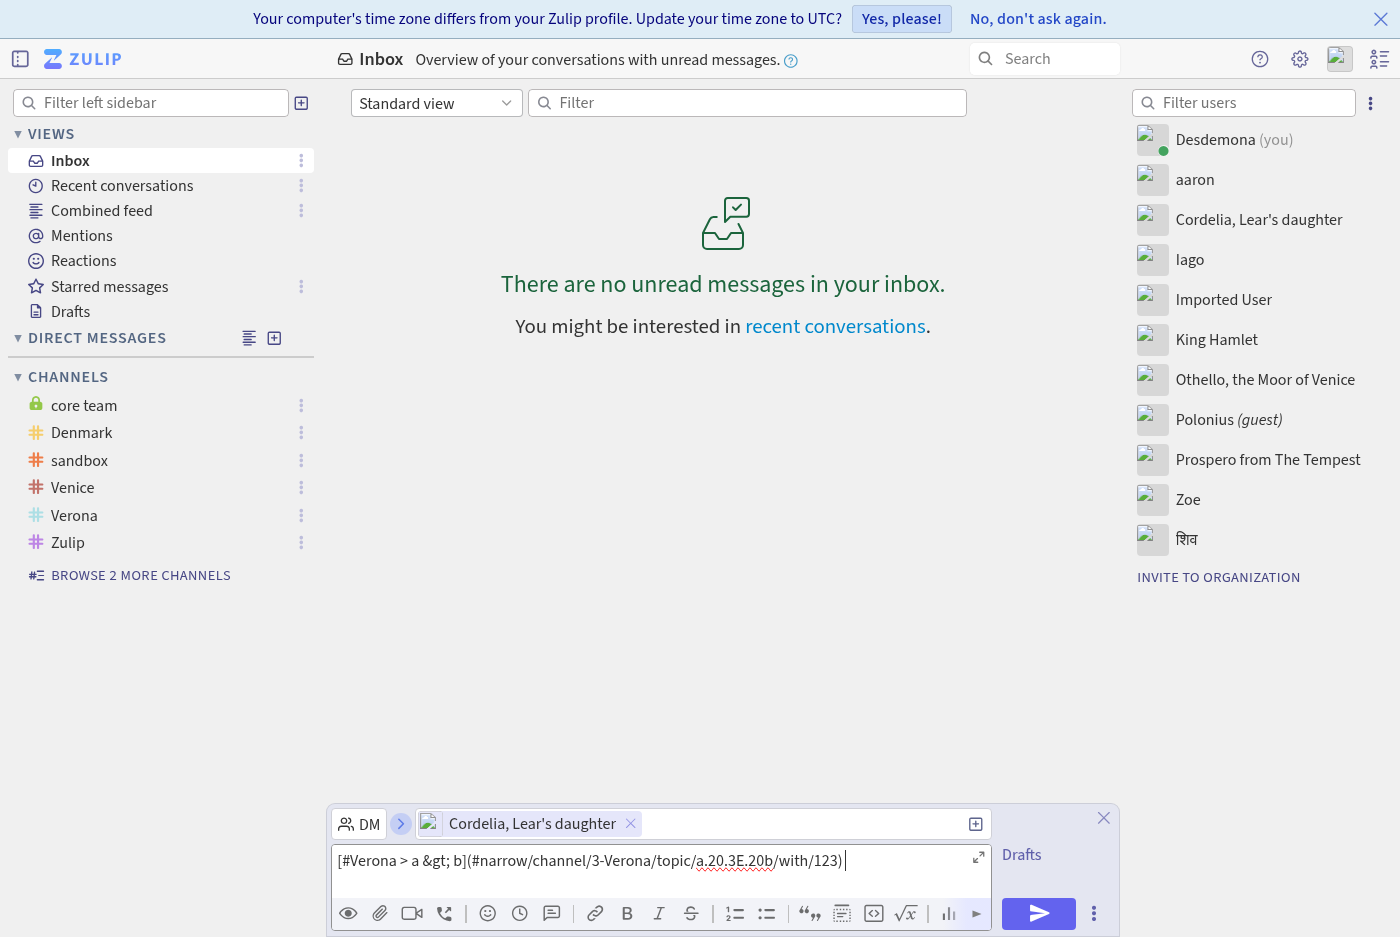 Your computer's time zone differs from your Zulip profile. Update your time zone to UTC? Yes, please! No, don't ask again.
ZULIP
Inbox Overview of your conversations with unread messages.
Search
Filter left sidebar
VIEWS
Inbox
Recent conversations
Combined feed
Mentions
Reactions
Starred messages
Drafts
DIRECT MESSAGES
CHANNELS
core team
Denmark
sandbox
Venice
Verona
Zulip
BROWSE 2 MORE CHANNELS
Standard view
Filter
There are no unread messages in your inbox.
You might be interested in recent conversations.
Filter users
Desdemona (you)
aaron
Cordelia, Lear's daughter
Iago
Imported User
King Hamlet
Othello, the Moor of Venice
Polonius (guest)
Prospero from The Tempest
Zoe
शिव
INVITE TO ORGANIZATION
DM
Cordelia, Lear's daughter
[#Verona > a &gt; b](#narrow/channel/3-Verona/topic/a.20.3E.20b/with/123)
Drafts